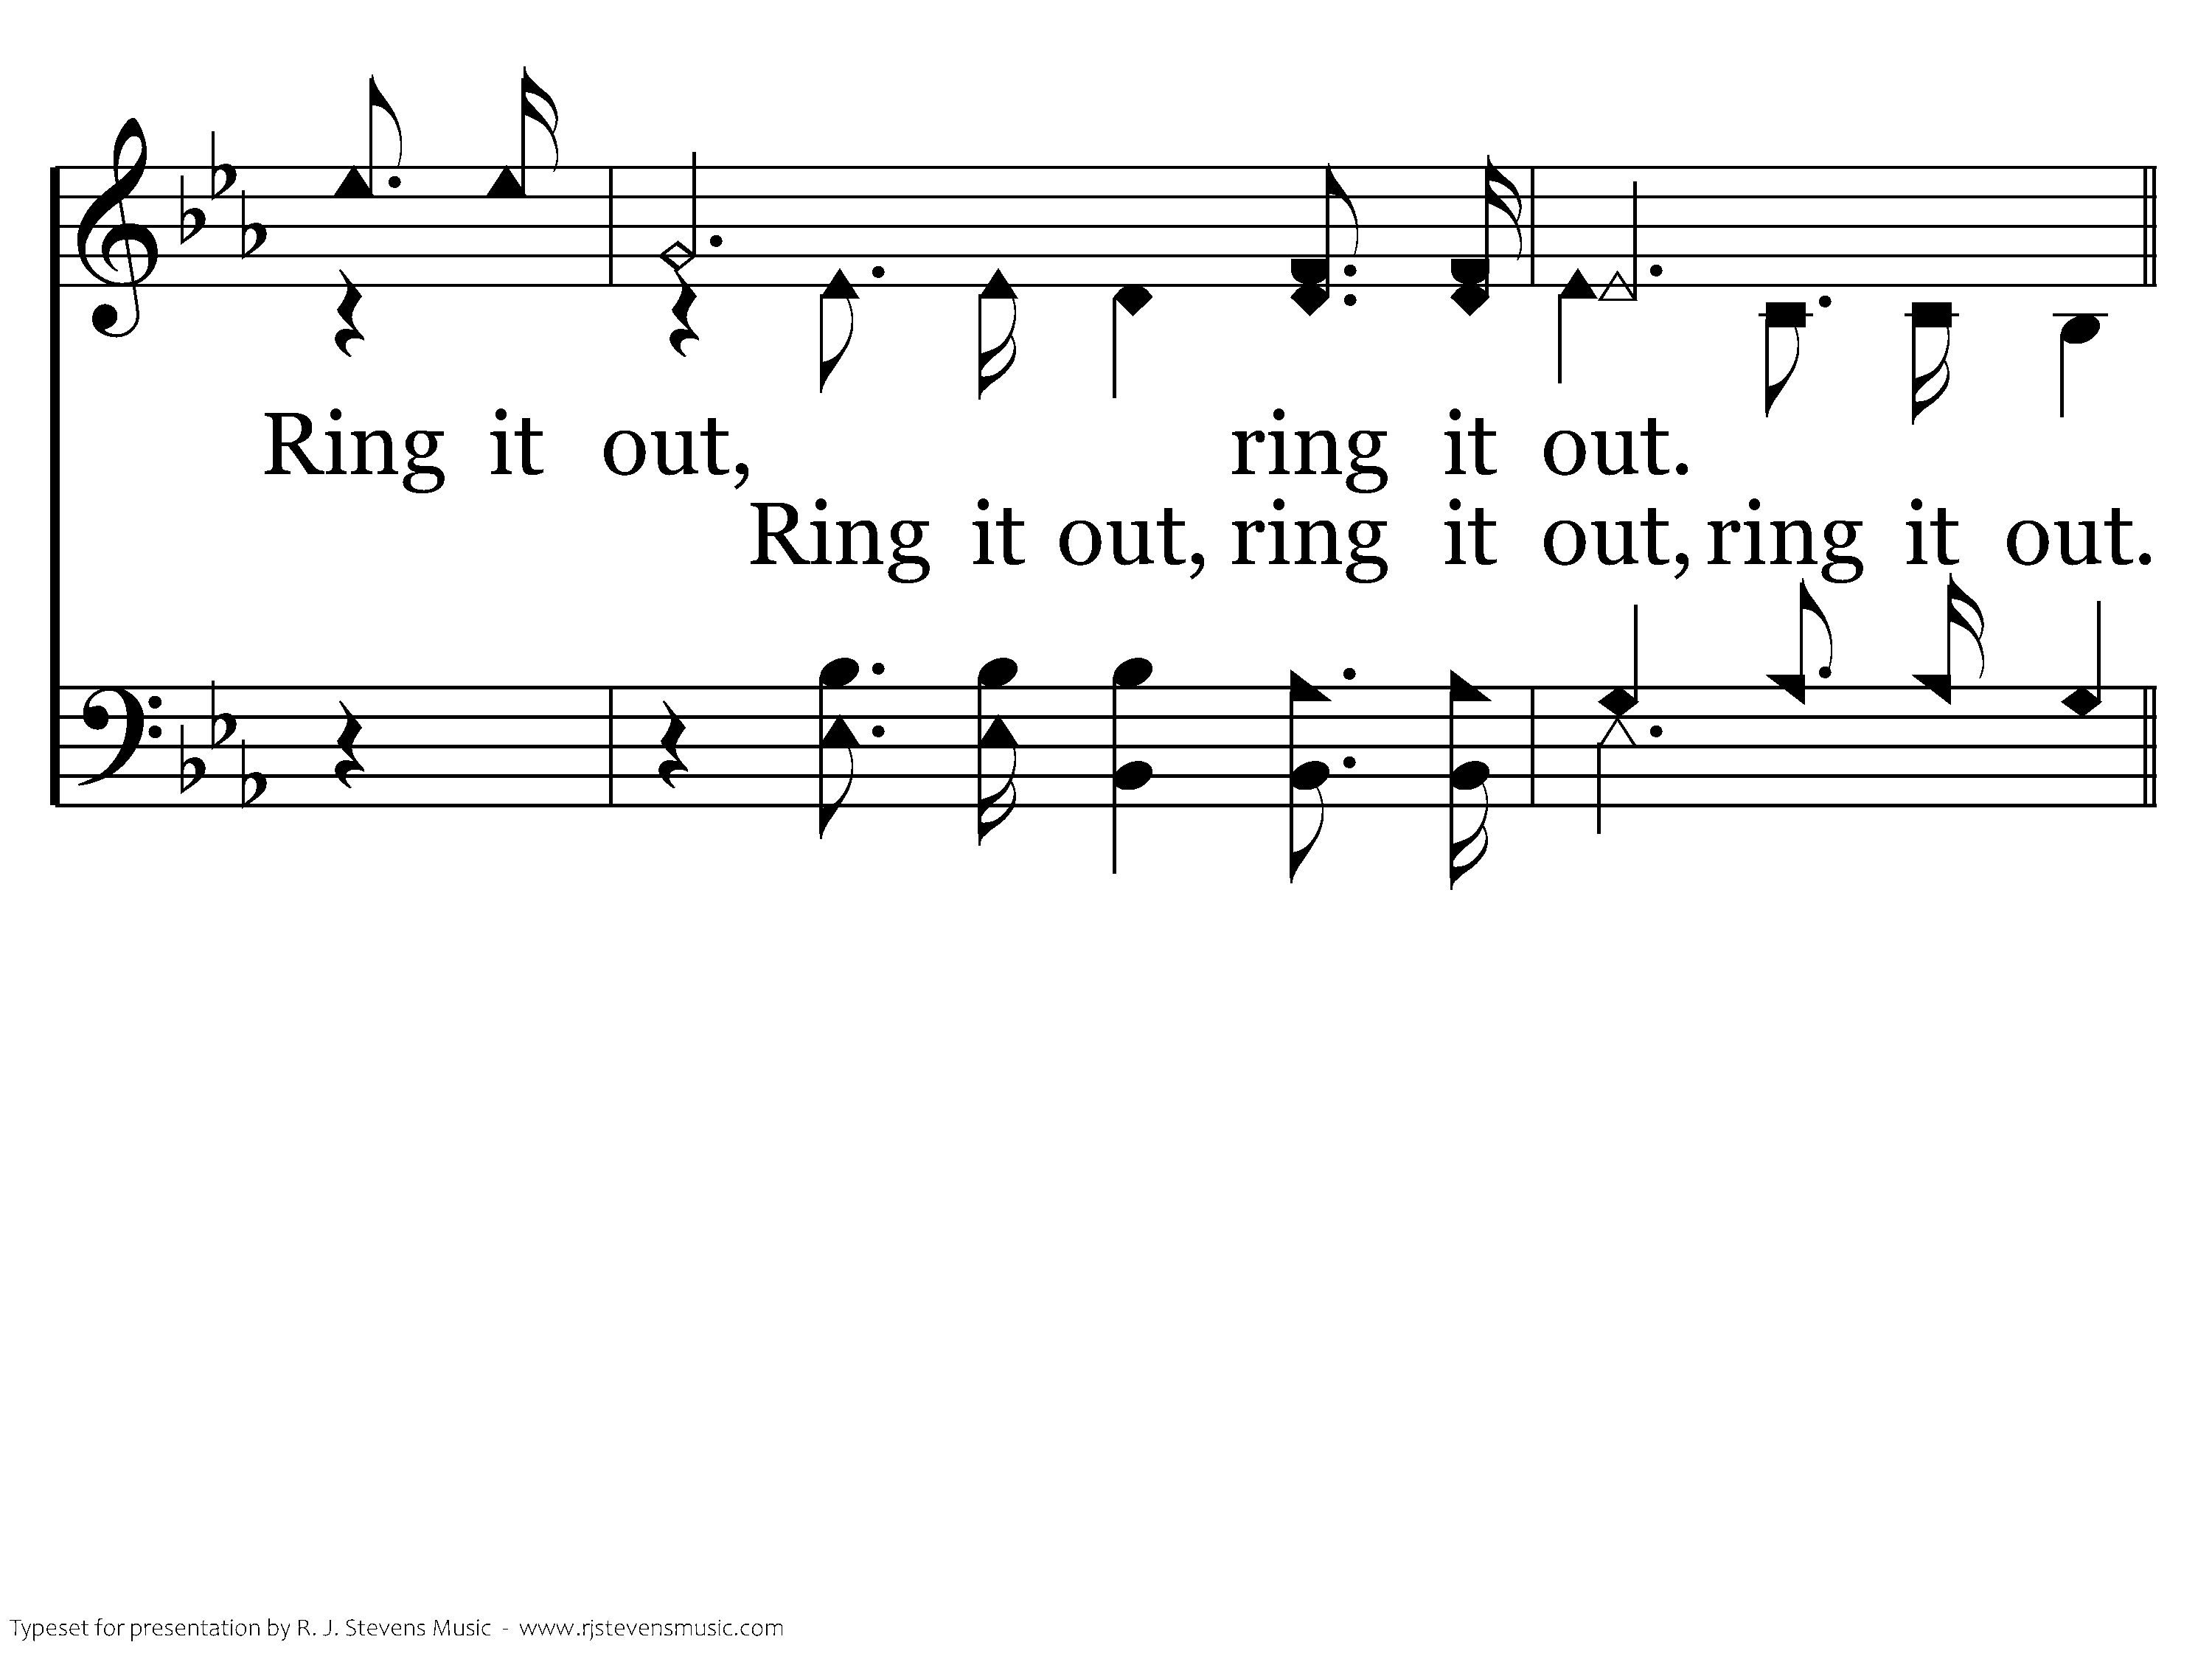 Ring it out, ring it out.
Ring it out, ring it out, ring it out.
Typeset for presentation by R. J. Stevens Music - www.rjstevensmusic.com